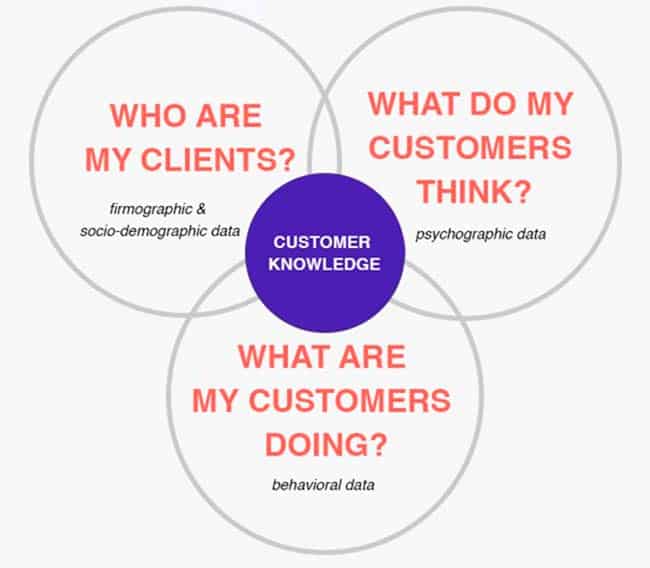 WHO ARE
MY CLIENTS?
firmographic &
socio-demographic data
WHAT DO MY
CUSTOMERS
THINK?
psychographic data
CUSTOMER
KNOWLEDGE
WHAT ARE
MY CUSTOMERS
DOING?
behavioral data